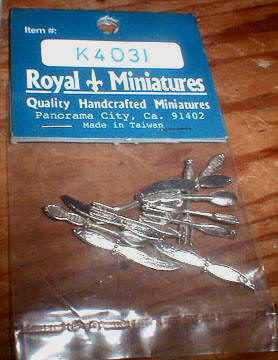 Item #:
K4031
Royal Miniatures
Quality Handcrafted Miniatures
Panorama City, Ca. 91402
Made in Taiwan